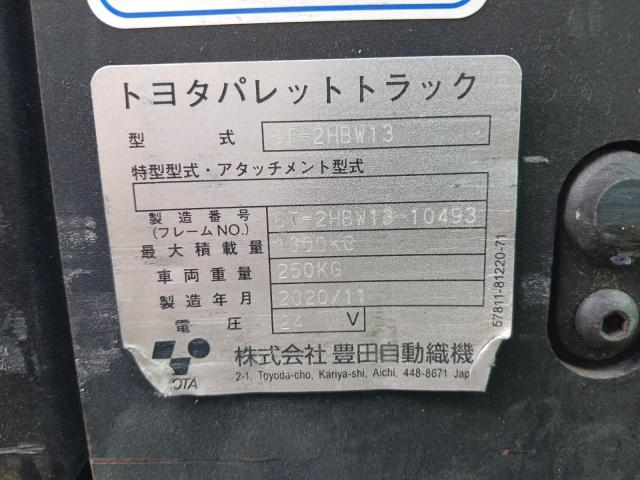 トヨタパレットトラック
型 式 BT-2HBW13
特型型式・アタッチメント型式
製造番号 BT-2HBW13-10493
(フレームNO.)
最大積載量 1300KG
車両重量 250KG
製造年月 2020/11
電圧 24 V
株式会社 豊田自動織機
2-1, Toyoda-cho, Kariya-shi, Aichi, 448-8671 Jap
57811-81220-71